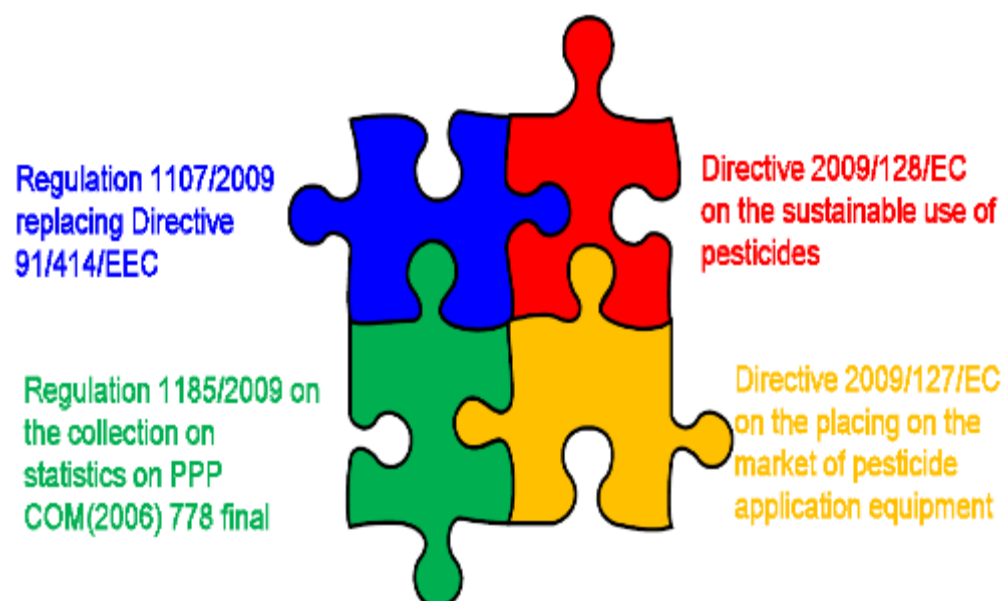 Regulation 1107/2009
replacing Directive
91/414/EEC
Directive 2009/128/EC
on the sustainable use of
pesticides
Regulation 1185/2009 on
the collection on
statistics on PPP
COM(2006) 778 final
Directive 2009/127/EC
on the placing on the
market of pesticide
application equipment